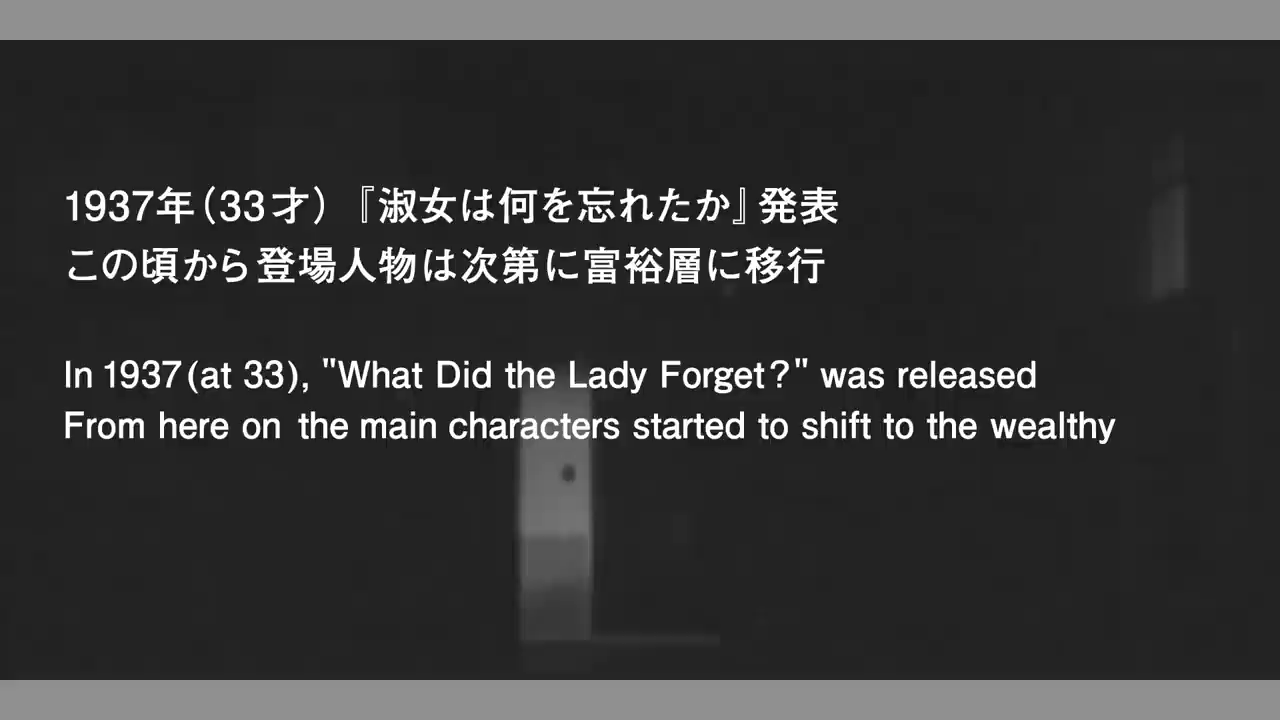 1937年（33才）『淑女は何を忘れたか』発表
この頃から登場人物は次第に富裕層に移行
In 1937(at 33), "What Did the Lady Forget?" was released
From here on the main characters started to shift to the wealthy